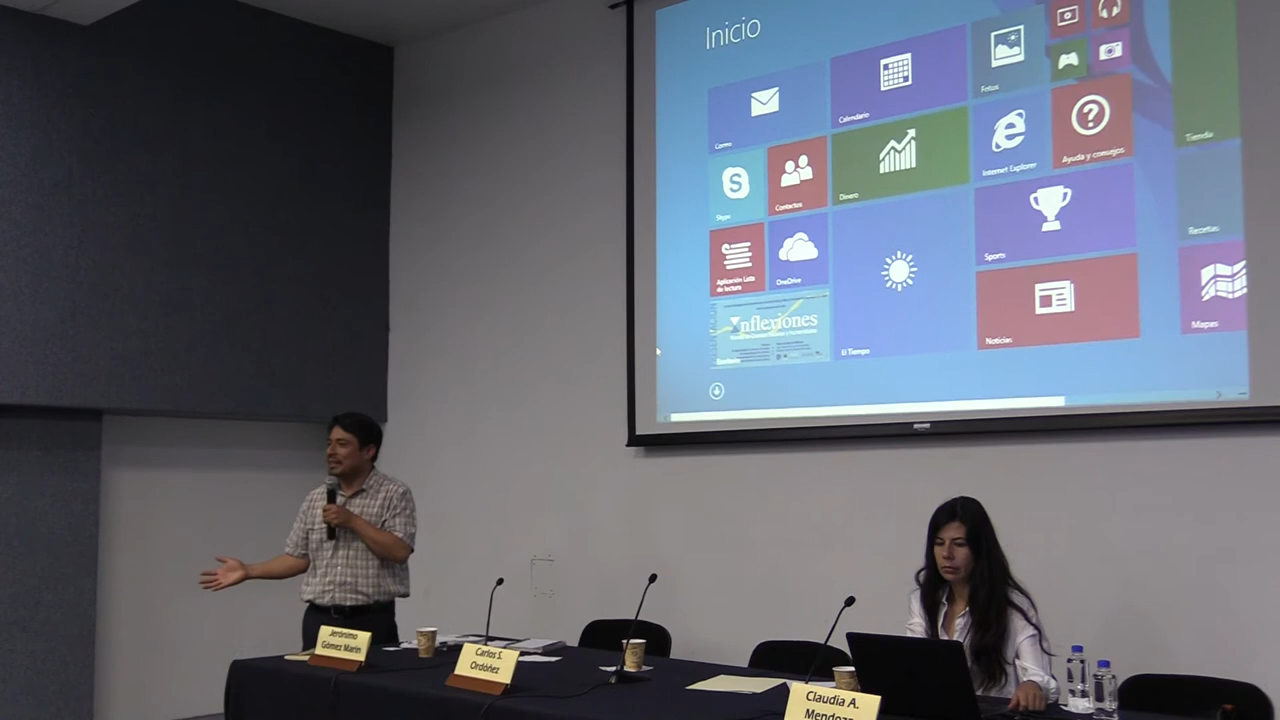 Inicio
Correo
Calendario
Fotos
Skype
Contactos
Dinero
Internet Explorer
Ayuda y consejos
Tienda
Aplicación Lista
de lectura
OneDrive
Sports
Recetas
Inflexiones
Escritorio
El Tiempo
Noticias
Mapas
Jerónimo
Gómez Marín
Carlos S.
Ordóñez
Claudia A.
Mendoza